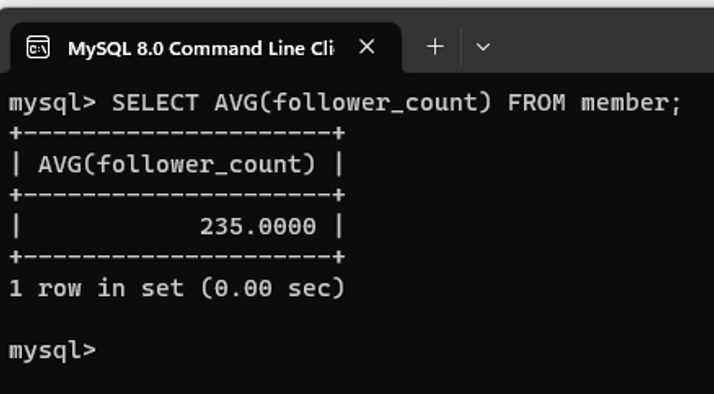 MySQL 8.0 Command Line Cli
mysql> SELECT AVG(follower_count) FROM member;
+---------------------+
| AVG(follower_count) |
+---------------------+
|            235.0000 |
+---------------------+
1 row in set (0.00 sec)
mysql>